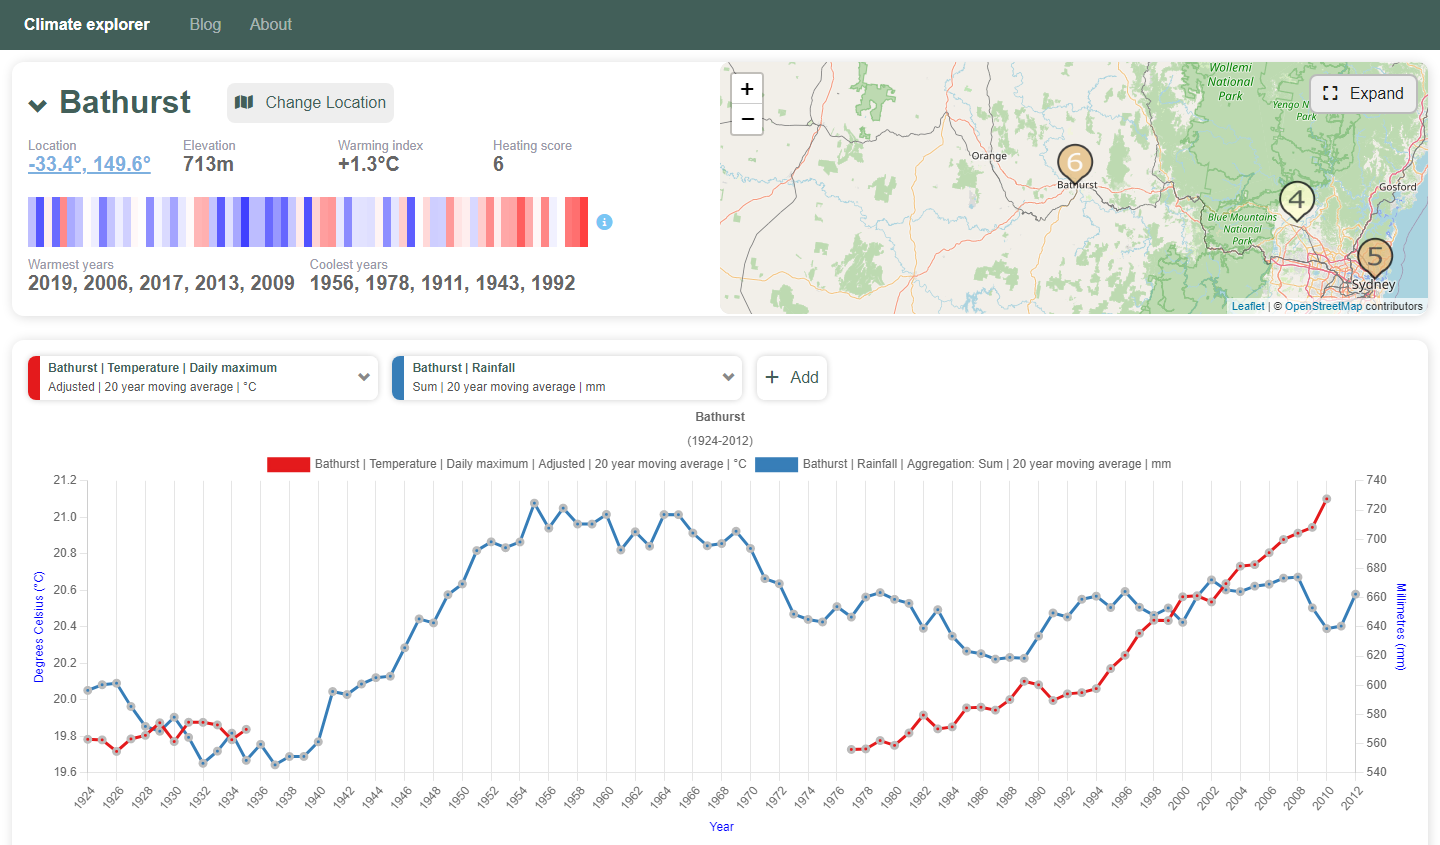 Climate explorer Blog About
Bathurst
Change Location
Location Elevation Warming index Heating score
-33.4°, 149.6° 713m +1.3°C 6
Warmest years Coolest years
2019, 2006, 2017, 2013, 2009 1956, 1978, 1911, 1943, 1992
+
−
Expand
Wollemi
National
Park
Yengo N
Park
Orange
6
Bathurst
4
Gosford
Blue Mountains
National
Park
5
Sydney
Leaflet | © OpenStreetMap contributors
Bathurst | Temperature | Daily maximum
Adjusted | 20 year moving average | °C
Bathurst | Rainfall
Sum | 20 year moving average | mm
+ Add
Bathurst
(1924-2012)
Bathurst | Temperature | Daily maximum | Adjusted | 20 year moving average | °C
Bathurst | Rainfall | Aggregation: Sum | 20 year moving average | mm
Degrees Celsius (°C)
21.2
21.0
20.8
20.6
20.4
20.2
20.0
19.8
19.6
740
720
700
680
660
640
620
600
580
560
540
Millimetres (mm)
1924 1926 1928 1930 1932 1934 1936 1938 1940 1942 1944 1946 1948 1950 1952 1954 1956 1958 1960 1962 1964 1966 1968 1970 1972 1974 1976 1978 1980 1982 1984 1986 1988 1990 1992 1994 1996 1998 2000 2002 2004 2006 2008 2010 2012
Year